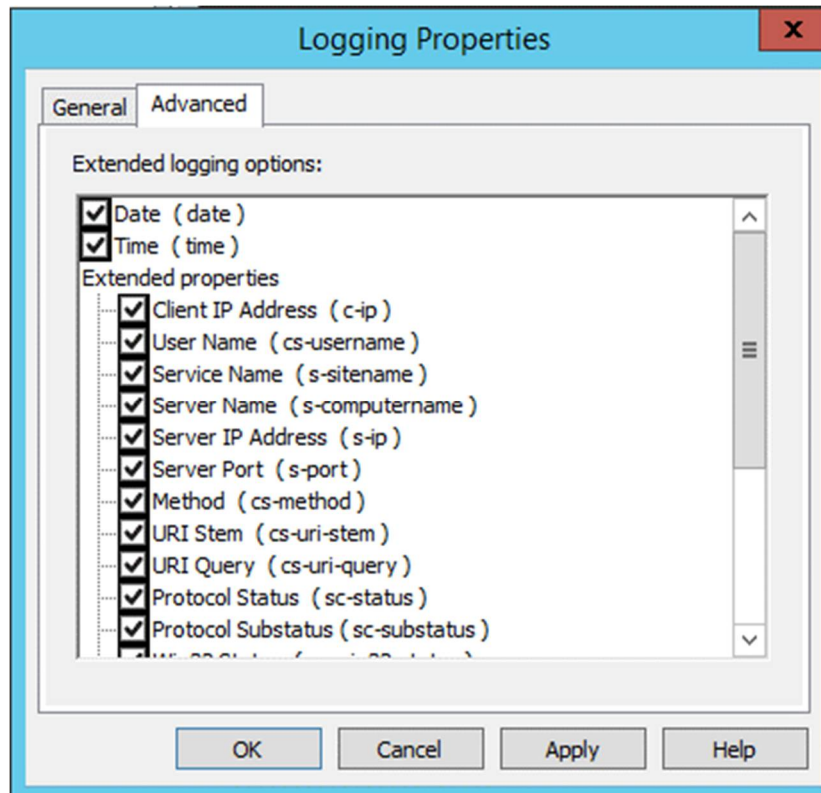 Logging Properties
x
General Advanced
Extended logging options:
Date ( date )
Time ( time )
Extended properties
Client IP Address ( c-ip )
User Name ( cs-username )
Service Name ( s-sitename )
Server Name ( s-computername )
Server IP Address ( s-ip )
Server Port ( s-port )
Method ( cs-method )
URI Stem ( cs-uri-stem )
URI Query ( cs-uri-query )
Protocol Status ( sc-status )
Protocol Substatus ( sc-substatus )
OK Cancel Apply Help